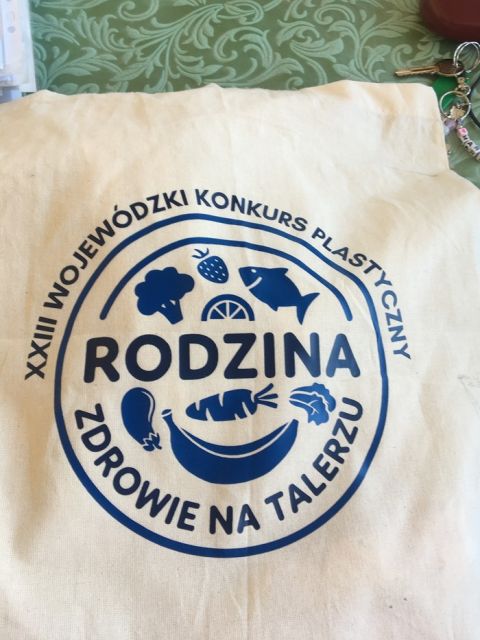 XXIII WOJEWÓDZKI KONKURS PLASTYCZNY
RODZINA
ZDROWIE NA TALERZU